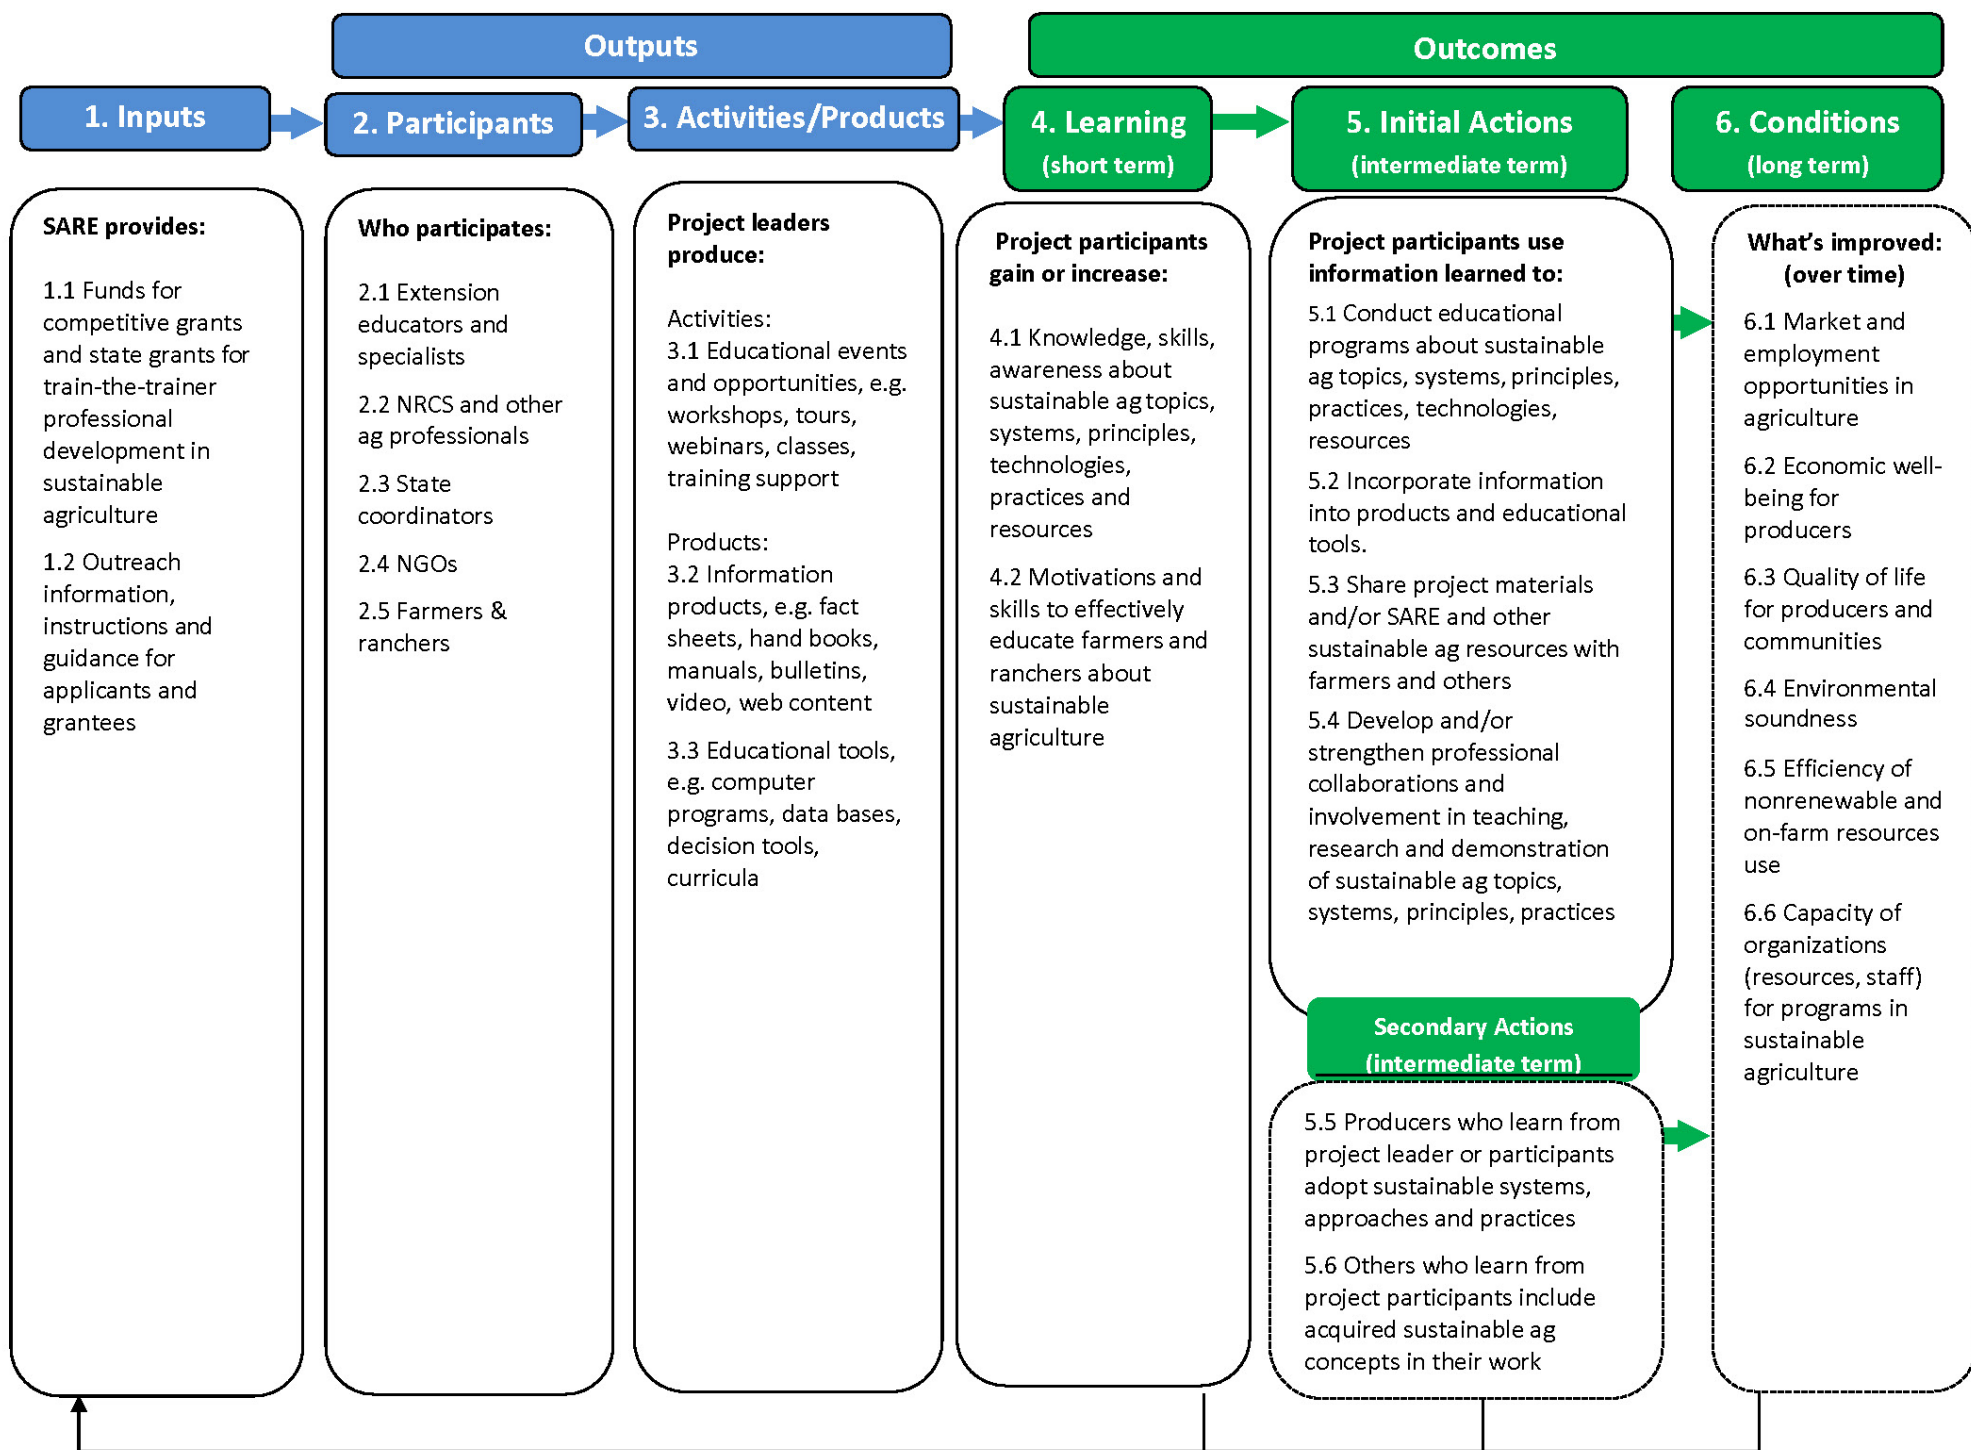 Outputs
Outcomes
1. Inputs
2. Participants
3. Activities/Products
4. Learning
(short term)
5. Initial Actions
(intermediate term)
6. Conditions
(long term)
SARE provides:
1.1 Funds for
competitive grants
and state grants for
train-the-trainer
professional
development in
sustainable
agriculture
1.2 Outreach
information,
instructions and
guidance for
applicants and
grantees
Who participates:
2.1 Extension
educators and
specialists
2.2 NRCS and other
ag professionals
2.3 State
coordinators
2.4 NGOs
2.5 Farmers &
ranchers
Project leaders
produce:
Activities:
3.1 Educational events
and opportunities, e.g.
workshops, tours,
webinars, classes,
training support
Products:
3.2 Information
products, e.g. fact
sheets, hand books,
manuals, bulletins,
video, web content
3.3 Educational tools,
e.g. computer
programs, data bases,
decision tools,
curricula
Project participants
gain or increase:
4.1 Knowledge, skills,
awareness about
sustainable ag topics,
systems, principles,
technologies,
practices and
resources
4.2 Motivations and
skills to effectively
educate farmers and
ranchers about
sustainable
agriculture
Project participants use
information learned to:
5.1 Conduct educational
programs about sustainable
ag topics, systems, principles,
practices, technologies,
resources
5.2 Incorporate information
into products and educational
tools.
5.3 Share project materials
and/or SARE and other
sustainable ag resources with
farmers and others
5.4 Develop and/or
strengthen professional
collaborations and
involvement in teaching,
research and demonstration
of sustainable ag topics,
systems, principles, practices
Secondary Actions
(intermediate term)
5.5 Producers who learn from
project leader or participants
adopt sustainable systems,
approaches and practices
5.6 Others who learn from
project participants include
acquired sustainable ag
concepts in their work
What’s improved:
(over time)
6.1 Market and
employment
opportunities in
agriculture
6.2 Economic well-
being for
producers
6.3 Quality of life
for producers and
communities
6.4 Environmental
soundness
6.5 Efficiency of
nonrenewable and
on-farm resources
use
6.6 Capacity of
organizations
(resources, staff)
for programs in
sustainable
agriculture